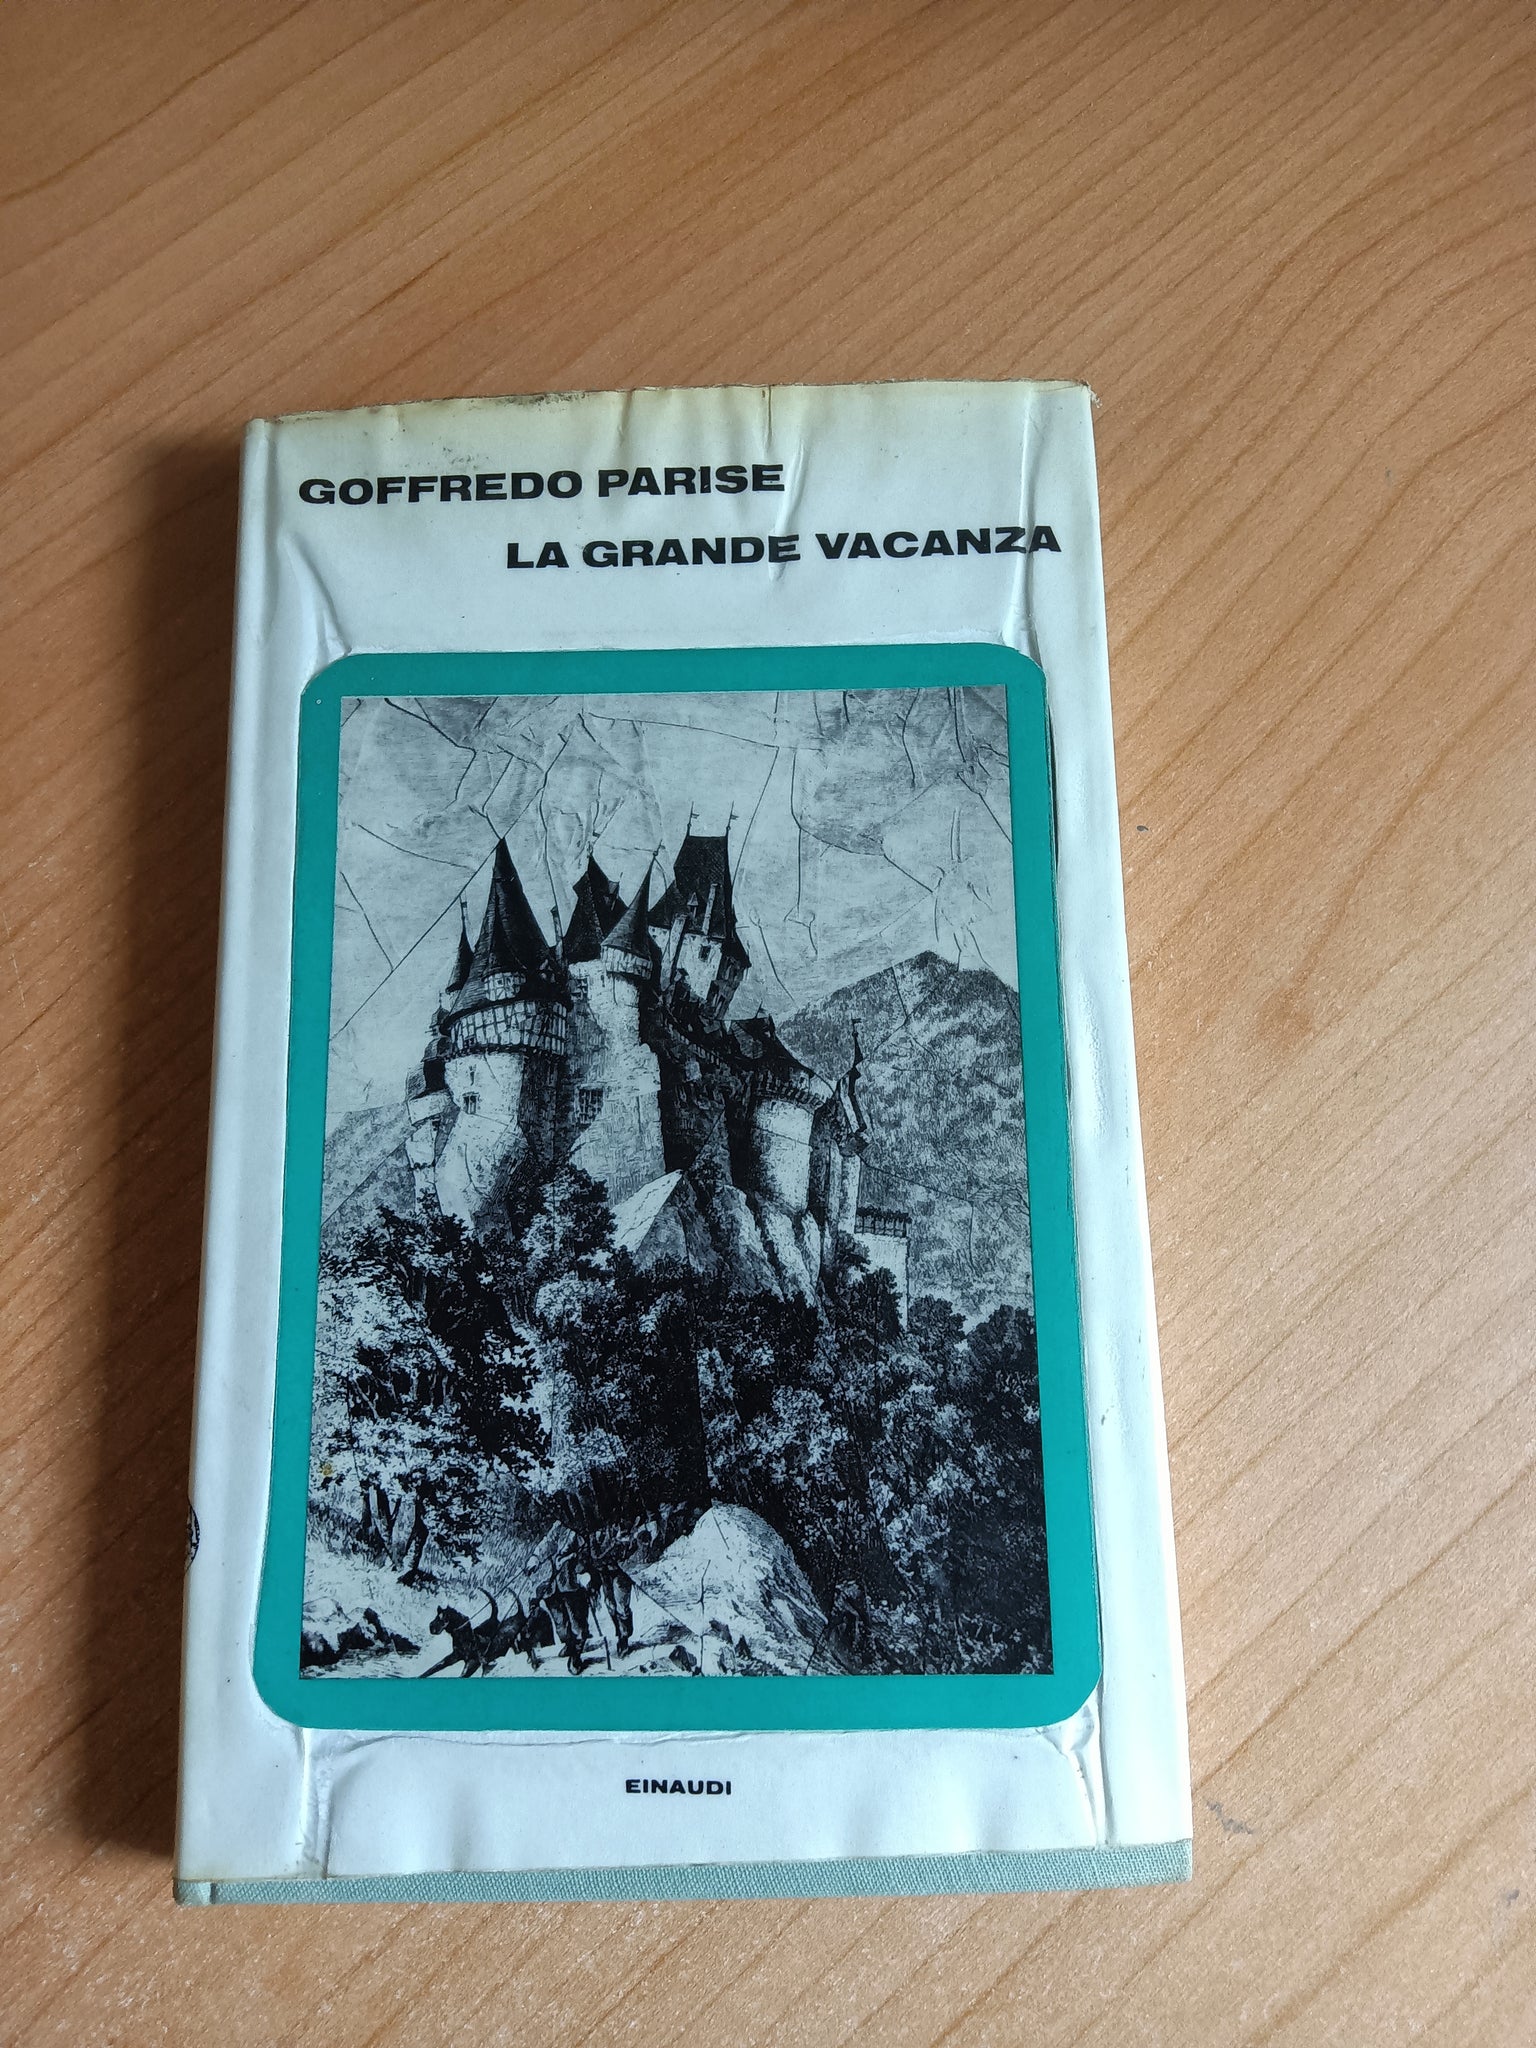 GOFFREDO PARISE
LA GRANDE VACANZA
EINAUDI